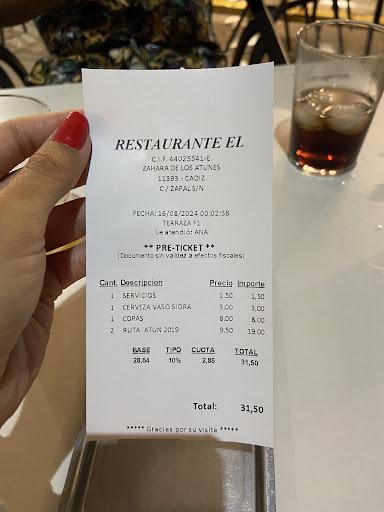 RESTAURANTE EL
C.I.F. 44025541-E
ZAHARA DE LOS ATUNES
11393 - CADIZ
C / ZAPAL S/N
FECHA: 16/08/2024 00:02:38
TERRAZA F1
Le atendió: ANA
** PRE-TICKET **
(Documento sin validez a efectos fiscales)
Cant. Descripcion Precio Importe
1 SERVICIOS 1,50 1,50
1 CERVEZA VASO SIDRA 3,00 3,00
1 COPAS 8,00 8,00
2 RUTA ATUN 2019 9,50 19,00
BASE TIPO CUOTA TOTAL
28,64 10% 2,86 31,50
Total: 31,50
***** Gracias por su visita *****